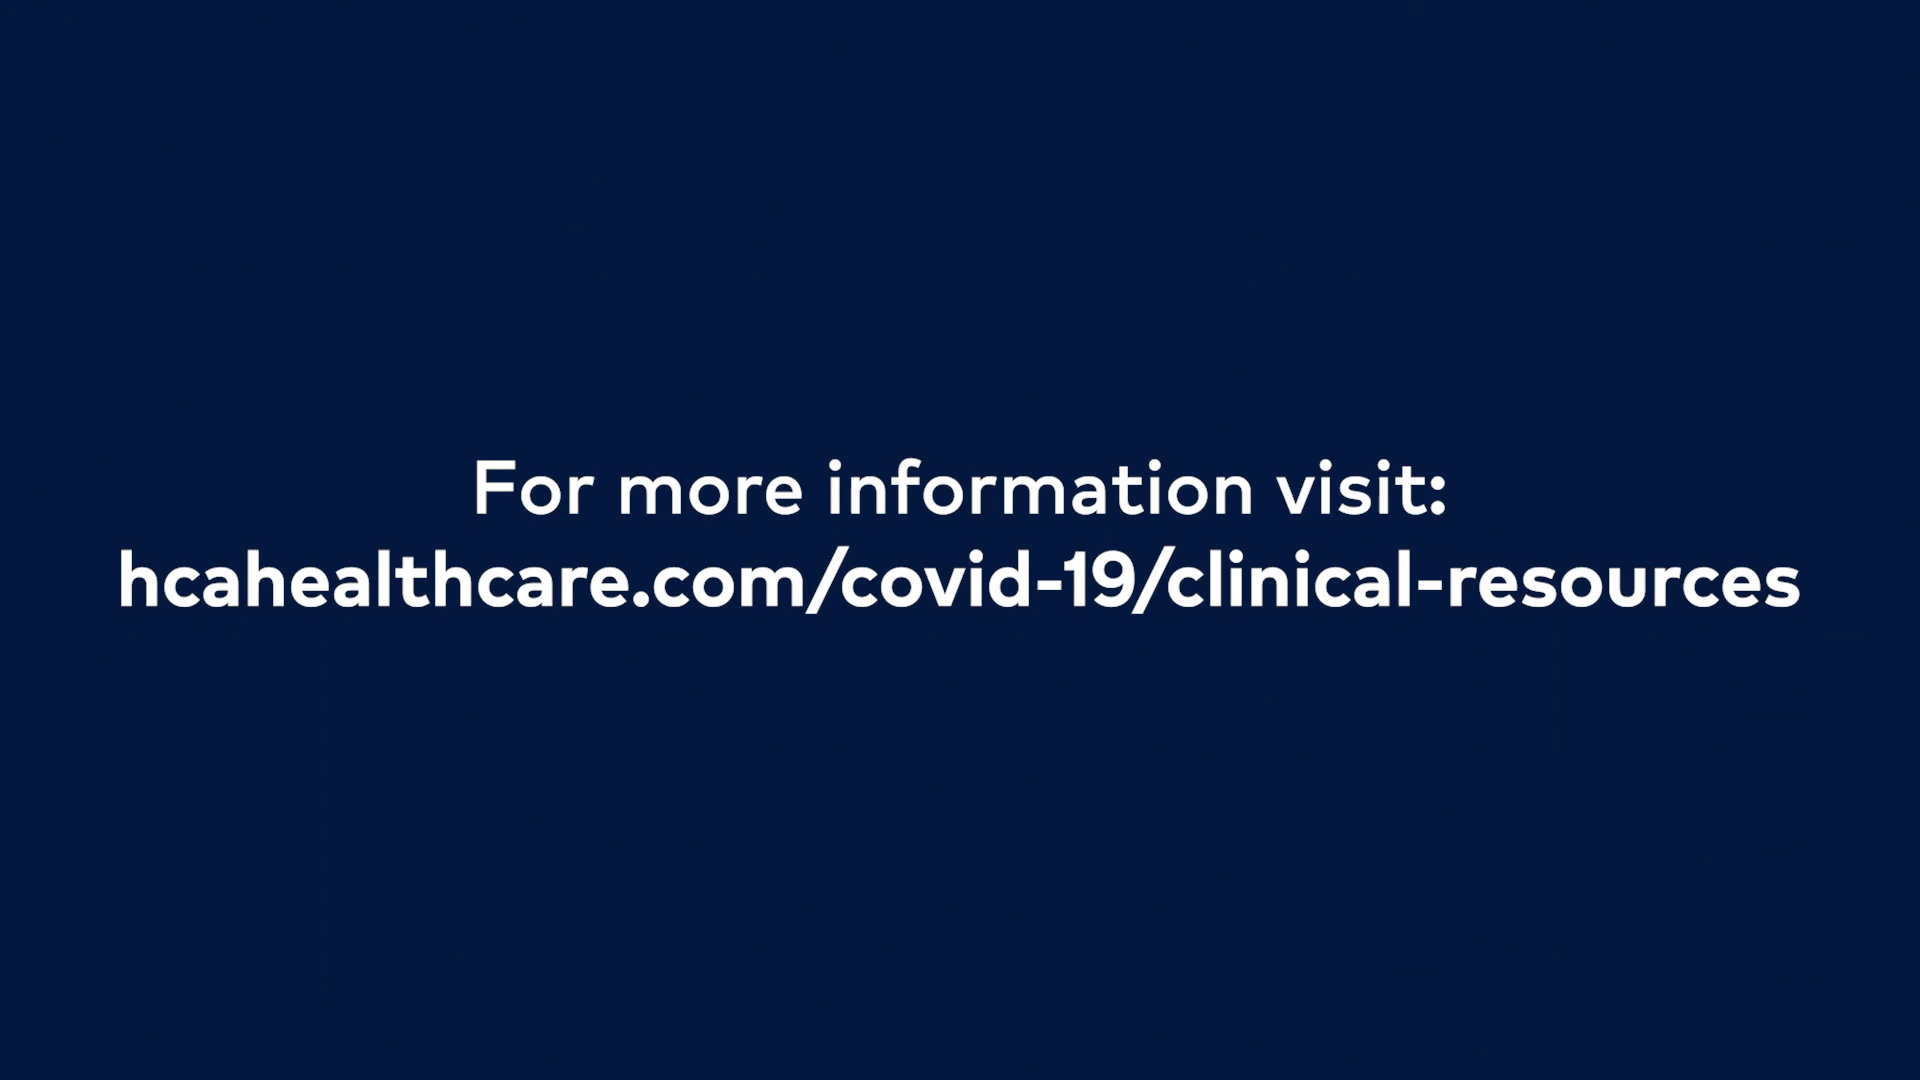 For more information visit:
hcahealthcare.com/covid-19/clinical-resources